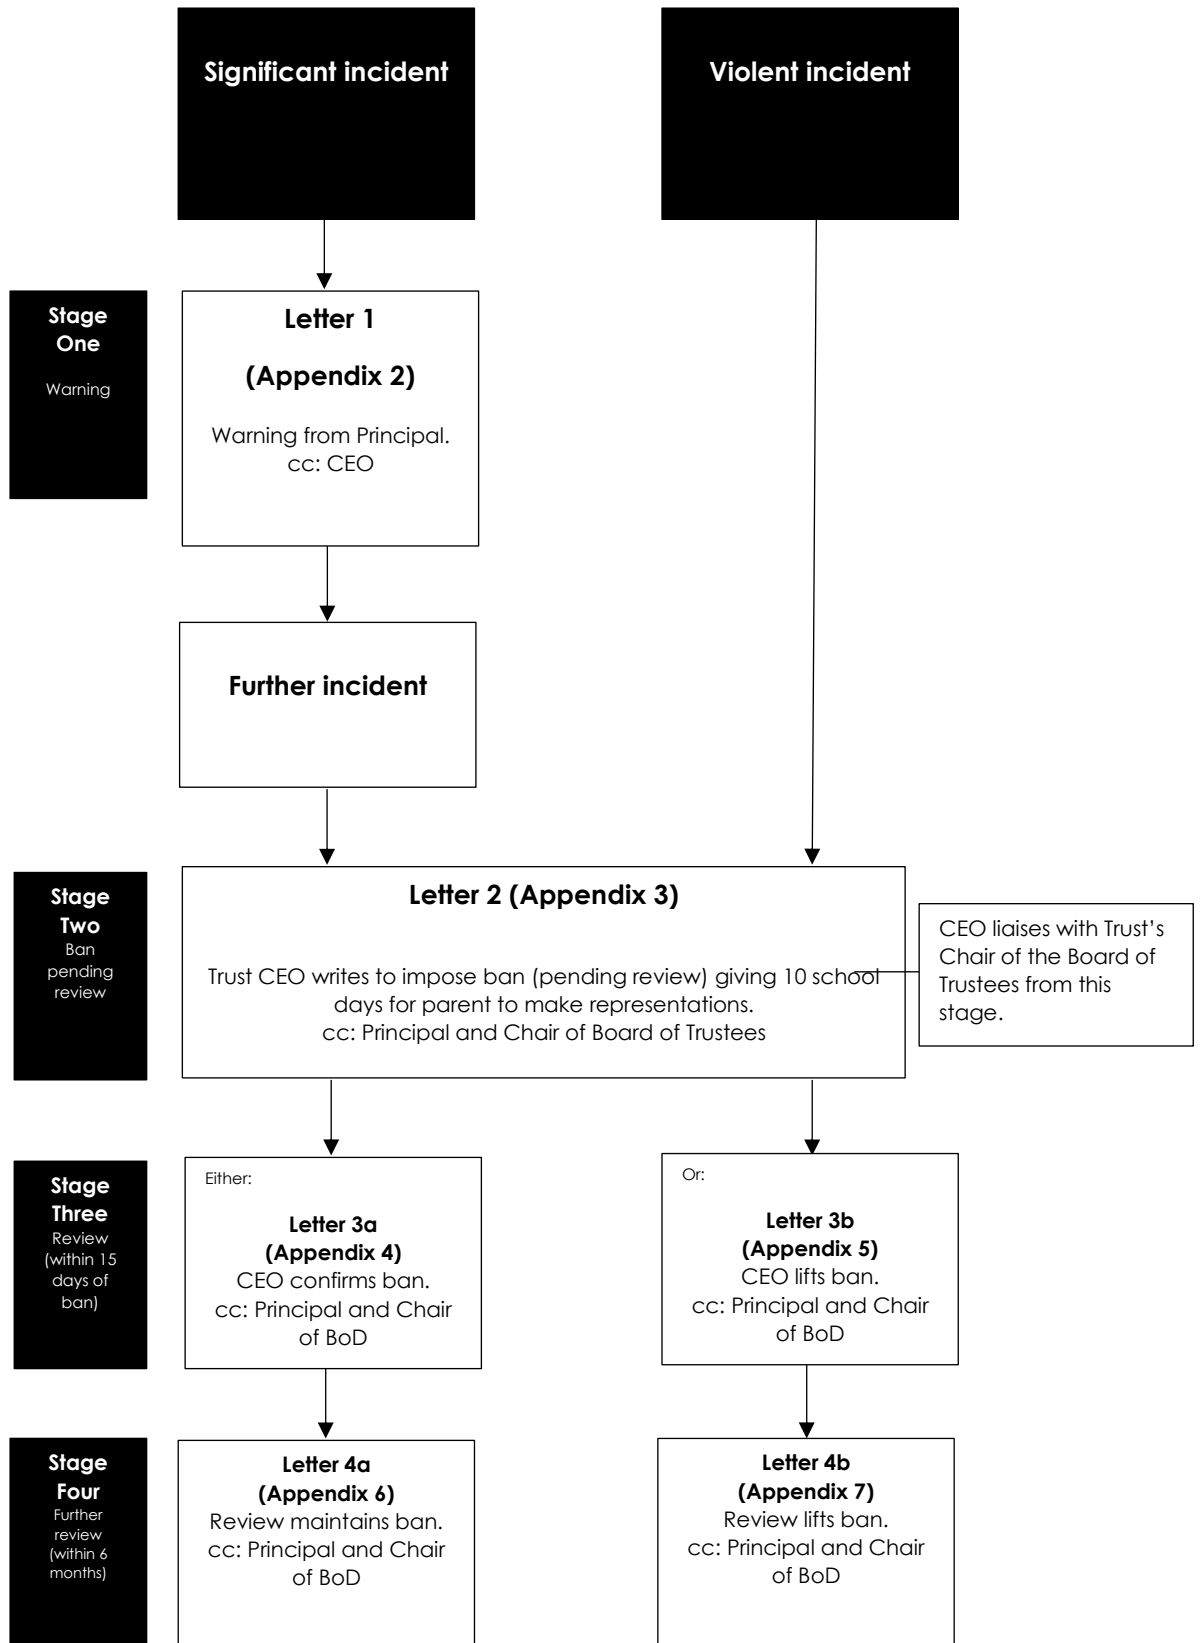 Significant incident
Violent incident
Stage
One
Warning
Letter 1
(Appendix 2)
Warning from Principal.
cc: CEO
Further incident
Stage
Two
Ban
pending
review
Letter 2 (Appendix 3)
Trust CEO writes to impose ban (pending review) giving 10 school
days for parent to make representations.
cc: Principal and Chair of Board of Trustees
CEO liaises with Trust’s
Chair of the Board of
Trustees from this
stage.
Stage
Three
Review
(within 15
days of
ban)
Either:
Letter 3a
(Appendix 4)
CEO confirms ban.
cc: Principal and Chair
of BoD
Or:
Letter 3b
(Appendix 5)
CEO lifts ban.
cc: Principal and Chair
of BoD
Stage
Four
Further
review
(within 6
months)
Letter 4a
(Appendix 6)
Review maintains ban.
cc: Principal and Chair
of BoD
Letter 4b
(Appendix 7)
Review lifts ban.
cc: Principal and Chair
of BoD